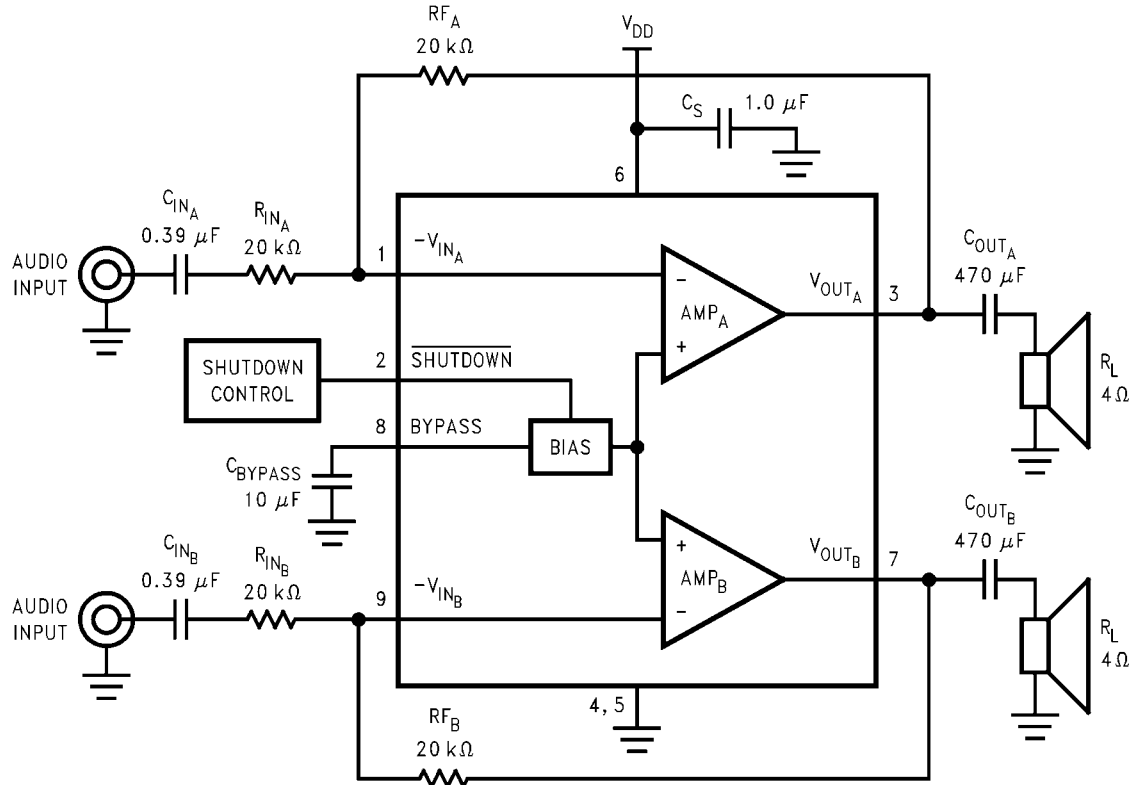 RF_A
20 kΩ
V_DD
C_S
1.0 μF
6
C_IN_A
0.39 μF
R_IN_A
20 kΩ
1
-V_IN_A
AUDIO
INPUT
-
AMP_A
+
V_OUT_A
3
C_OUT_A
470 μF
R_L
4Ω
SHUTDOWN
CONTROL
2
SHUTDOWN
8
BYPASS
BIAS
C_BYPASS
10 μF
C_IN_B
0.39 μF
R_IN_B
20 kΩ
9
-V_IN_B
AUDIO
INPUT
+
AMP_B
-
V_OUT_B
7
C_OUT_B
470 μF
R_L
4Ω
4, 5
RF_B
20 kΩ